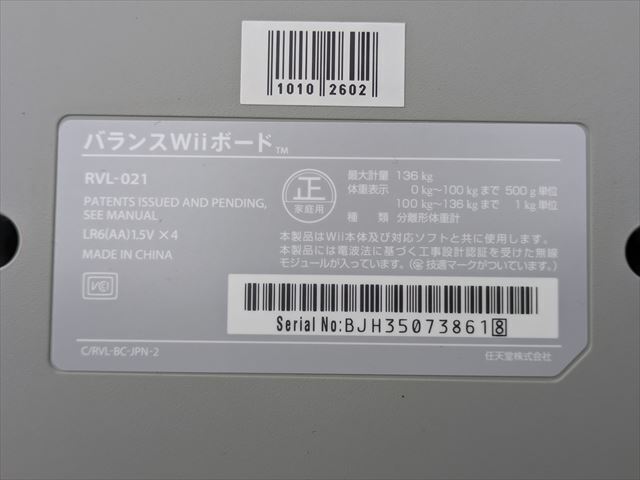 1010 2602
バランスWiiボード™
RVL-021
PATENTS ISSUED AND PENDING,
SEE MANUAL
LR6(AA)1.5V×4
MADE IN CHINA
正
家庭用
最大計量 136 kg
体重表示 0 kg〜100 kg まで 500 g 単位
100 kg〜136 kg まで 1 kg 単位
種類 分離形体重計
本製品はWii本体及び対応ソフトと共に使用します。
本製品には電波法に基づく工事設計認証を受けた無線
モジュールが入っています。(技適マークがついています。)
VCI
Serial No:BJH350738618
C/RVL-BC-JPN-2
任天堂株式会社